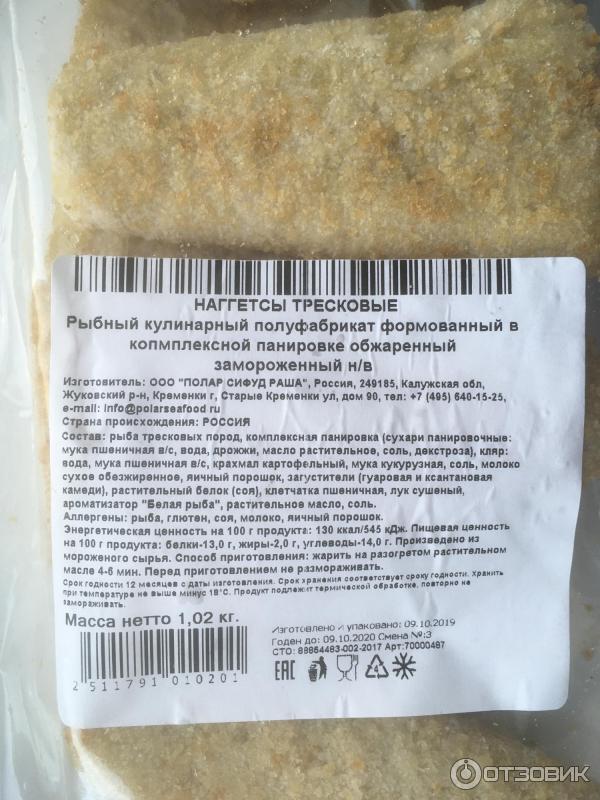 НАГГЕТСЫ ТРЕСКОВЫЕ
Рыбный кулинарный полуфабрикат формованный в
копмплексной панировке обжаренный
замороженный н/в
Изготовитель: ООО "ПОЛАР СИФУД РАША", Россия, 249185, Калужская обл,
Жуковский р-н, Кременки г, Старые Кременки ул, дом 90, тел: +7 (495) 640-15-25,
e-mail: info@polarseafood ru
Страна происхождения: РОССИЯ
Состав: рыба тресковых пород, комплексная панировка (сухари панировочные:
мука пшеничная в/с, вода, дрожжи, масло растительное, соль, декстроза), кляр:
вода, мука пшеничная в/с, крахмал картофельный, мука кукурузная, соль, молоко
сухое обезжиренное, яичный порошок, загустители (гуаровая и ксантановая
камеди), растительный белок (соя), клетчатка пшеничная, лук сушеный,
ароматизатор "Белая рыба", растительное масло, соль.
Аллергены: рыба, глютен, соя, молоко, яичный порошок.
Энергетическая ценность на 100 г продукта: 130 ккал/545 кДж. Пищевая ценность
на 100 г продукта: белки-13,0 г, жиры-2,0 г, углеводы-14,0 г. Произведено из
мороженого сырья. Способ приготовления: жарить на разогретом растительном
масле 4-6 мин. Перед приготовлением не размораживать.
Срок годности 12 месяцев с даты изготовления. Срок хранения соответствует сроку годности. Хранить
при температуре не выше минус 18°С. Продукт подлежит термической обработке, повторно не
замораживать.
Масса нетто 1,02 кг.
Изготовлено и упаковано: 09.10.2019
Годен до: 09.10.2020 Смена №:3
СТО: 88864483-002-2017 Арт:70000487
2 511791 010201
ЕАС
4
ОТЗОВИК